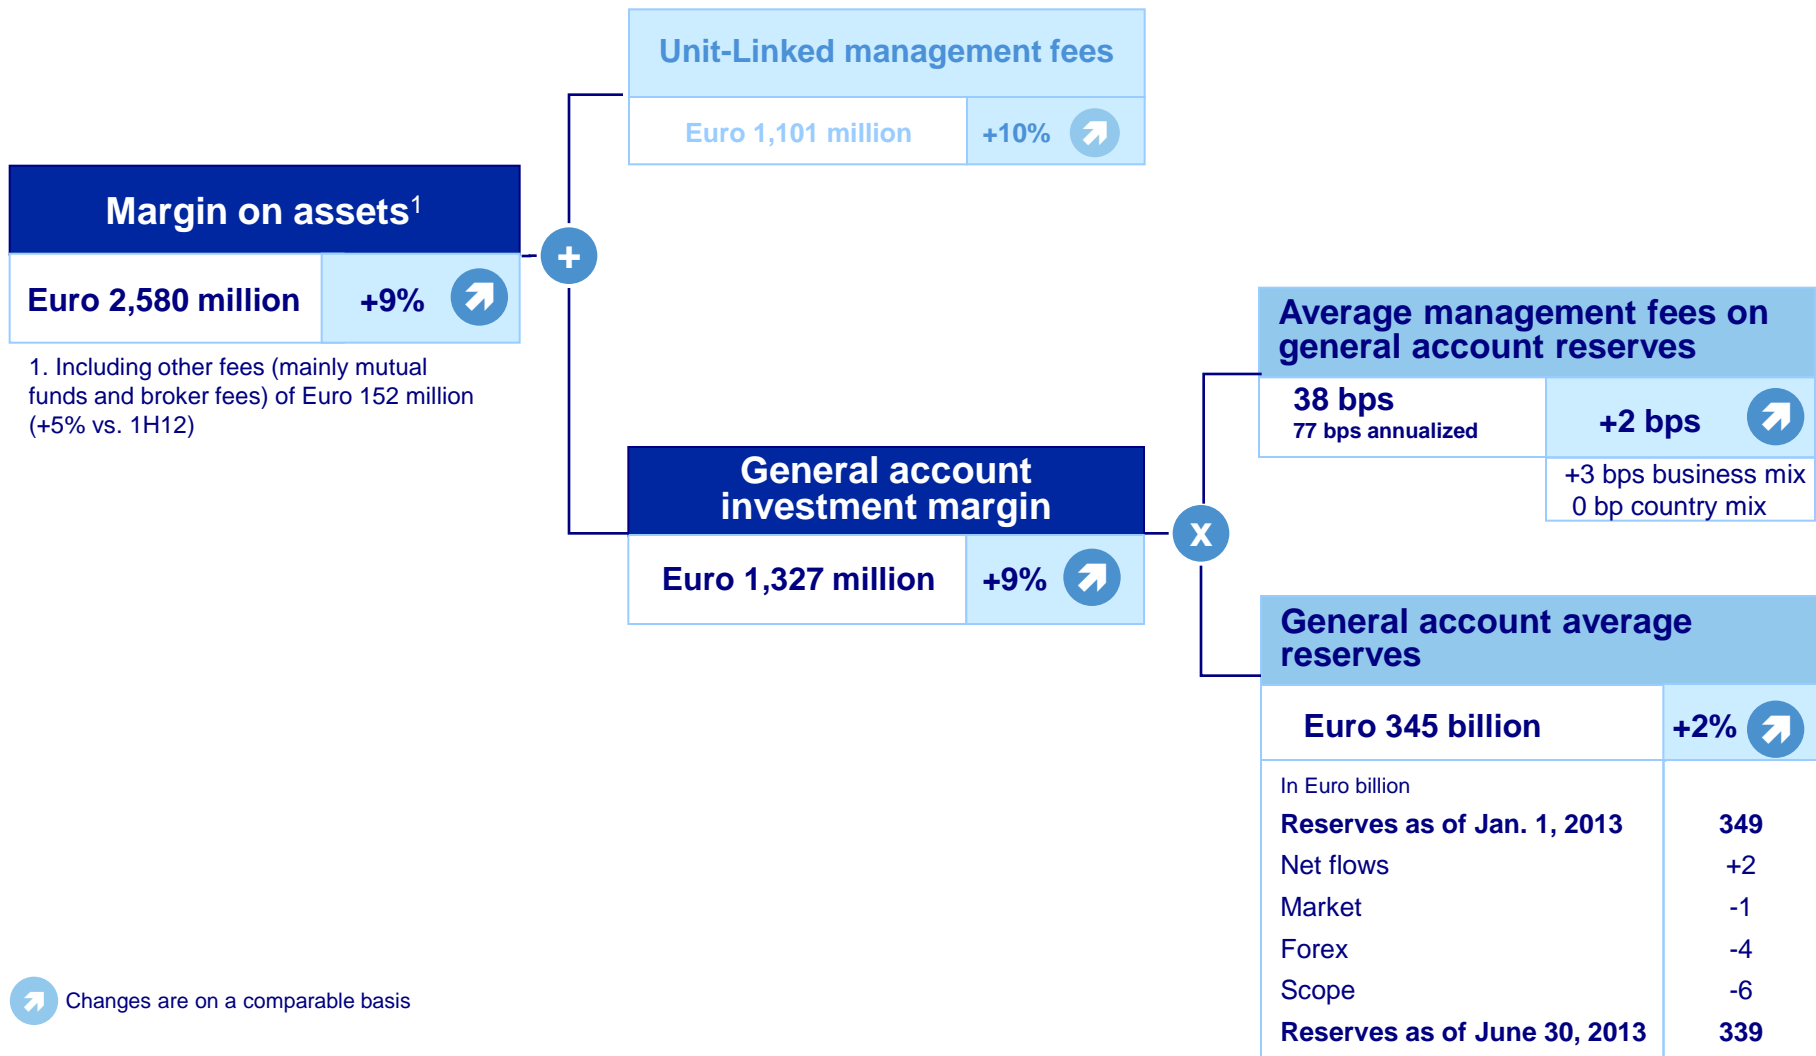 Unit-Linked management fees
Euro 1,101 million +10%
Margin on assets1
Euro 2,580 million +9%
1. Including other fees (mainly mutual
funds and broker fees) of Euro 152 million
(+5% vs. 1H12)
+
General account
investment margin
Euro 1,327 million +9%
x
Average management fees on
general account reserves
38 bps
77 bps annualized
+2 bps
+3 bps business mix
0 bp country mix
General account average
reserves
Euro 345 billion +2%
In Euro billion
Reserves as of Jan. 1, 2013 349
Net flows +2
Market -1
Forex -4
Scope -6
Reserves as of June 30, 2013 339
Changes are on a comparable basis